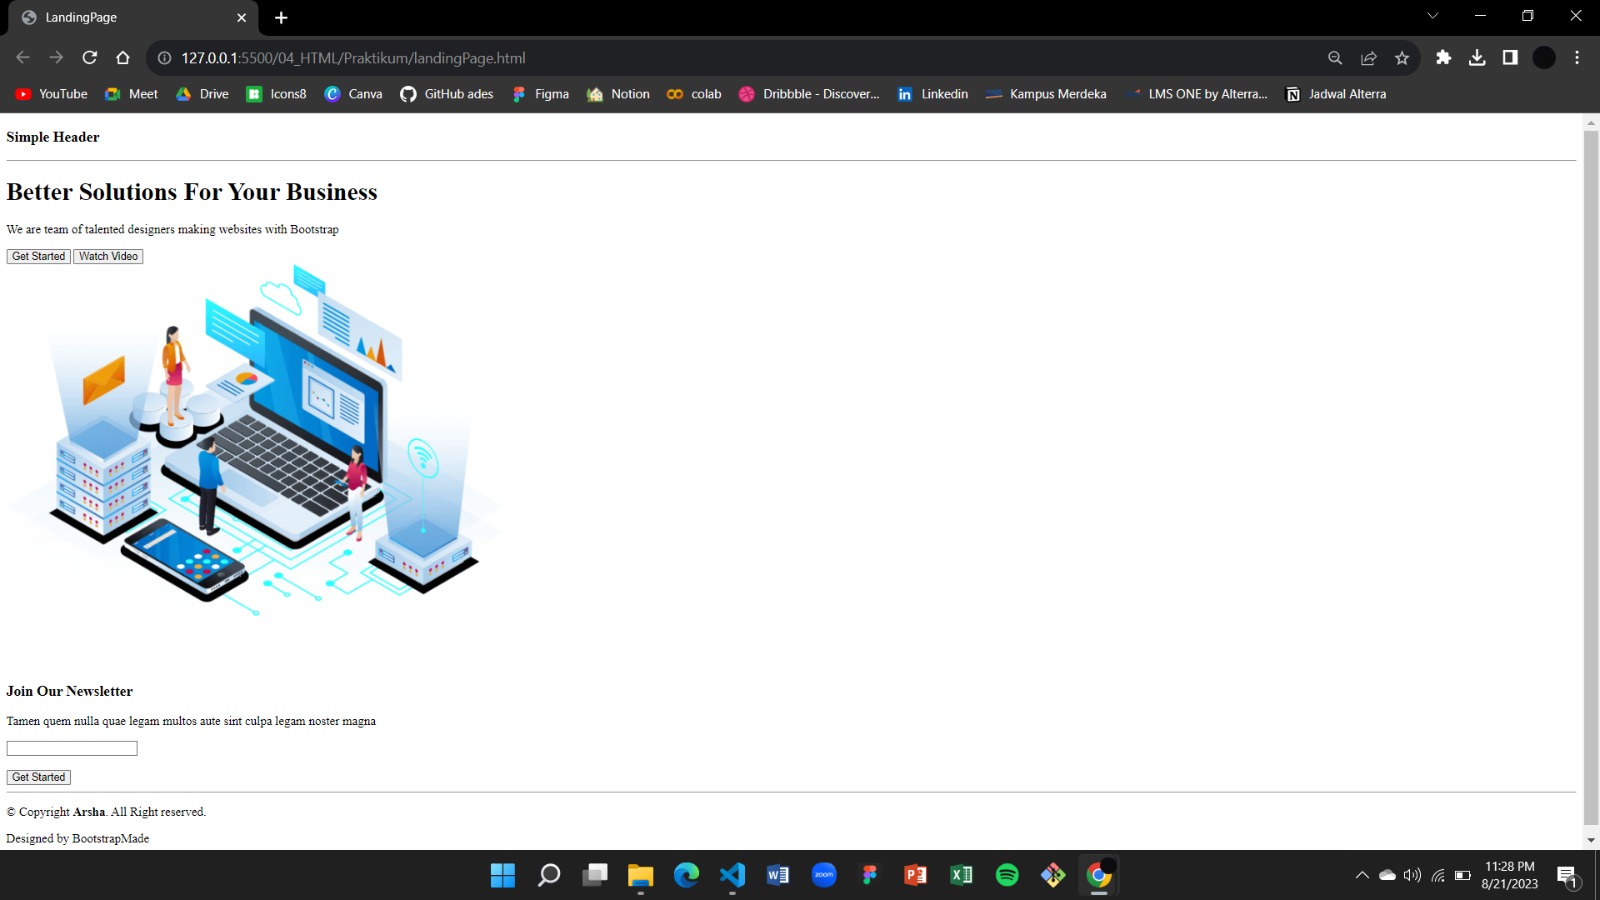 LandingPage
127.0.0.1:5500/04_HTML/Praktikum/landingPage.html
YouTube Meet Drive Icons8 Canva GitHub ades Figma Notion colab Dribbble - Discover... Linkedin Kampus Merdeka LMS ONE by Alterra... Jadwal Alterra
Simple Header
Better Solutions For Your Business
We are team of talented designers making websites with Bootstrap
Get Started Watch Video
Join Our Newsletter
Tamen quem nulla quae legam multos aute sint culpa legam noster magna
Get Started
© Copyright Arsha. All Right reserved.
Designed by BootstrapMade
zoom
11:28 PM
8/21/2023
1